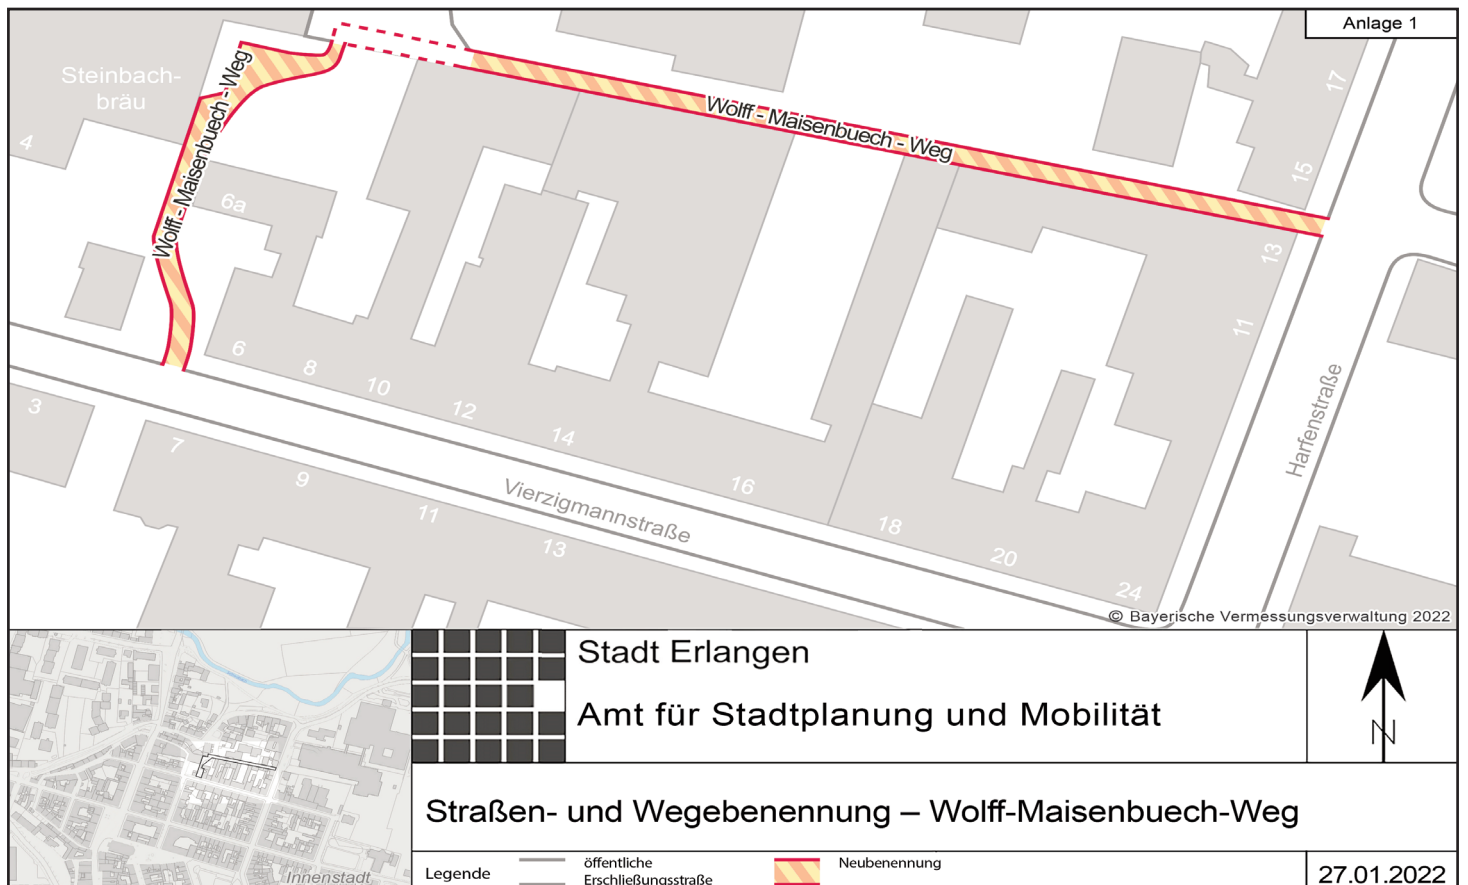 Anlage 1
Steinbach-
bräu
4
Wolff - Maisenbuech - Weg
Wolff - Maisenbuech - Weg
17
15
6a
13
11
6
8
10
12
14
16
18
20
24
3
7
9
11
13
Vierzigmannstraße
Harfenstraße
© Bayerische Vermessungsverwaltung 2022
Stadt Erlangen
Amt für Stadtplanung und Mobilität
N
Straßen- und Wegebenennung – Wolff-Maisenbuech-Weg
Innenstadt
Legende
öffentliche
Erschließungsstraße
Neubenennung
27.01.2022